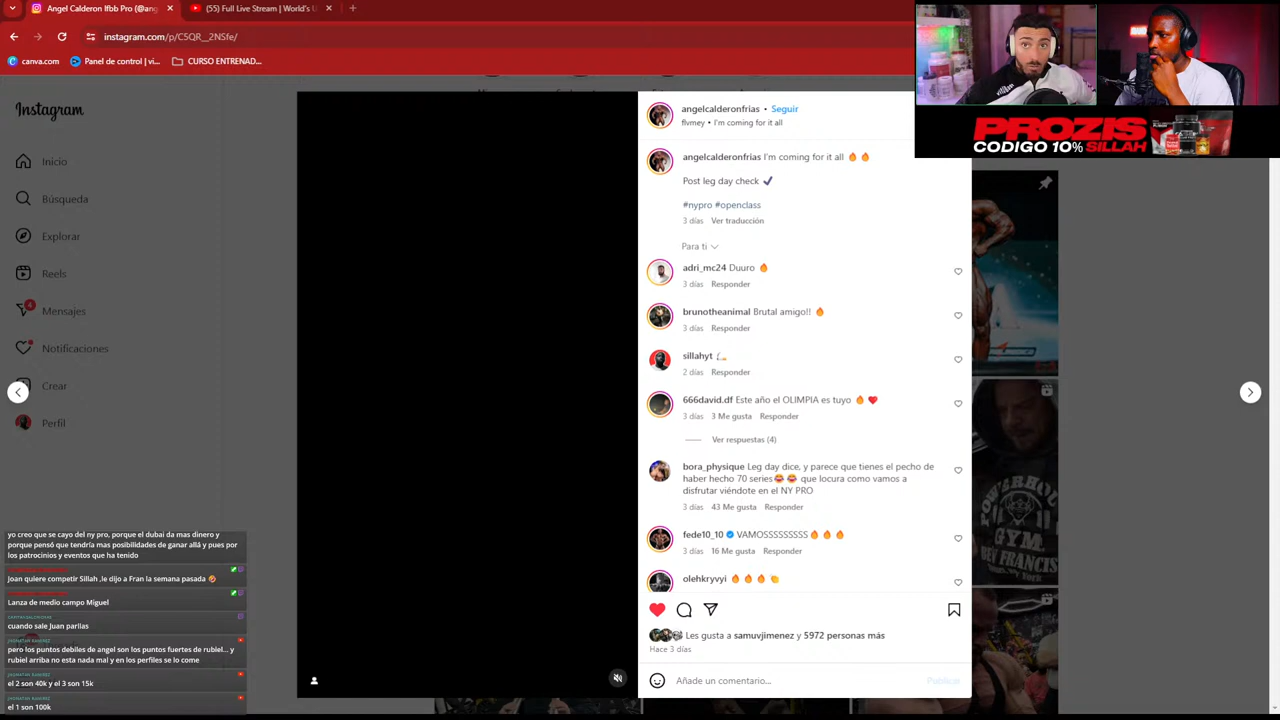 Angel Calderon Ifbb Pro (@ang
(55) Full Live Stream | World's U
instagram.com/p/C5QR_2NSfe/
canva.com
Panel de control | vi...
CURSO ENTRENAD...
Instagram
Inicio
Búsqueda
Explorar
Reels
4
Mensajes
Notificaciones
Crear
Perfil
angelcalderonfrias • Seguir
flvmey • I'm coming for it all
angelcalderonfrias I'm coming for it all 🔥 🔥
Post leg day check ✔
#nypro #openclass
3 días Ver traducción
Para ti
adri_mc24 Duuro 🔥
3 días Responder
brunotheanimal Brutal amigo!! 🔥
3 días Responder
sillahyt 🦾
2 días Responder
666david.df Este año el OLIMPIA es tuyo 🔥 ❤️
3 días 3 Me gusta Responder
Ver respuestas (4)
bora_physique Leg day dice, y parece que tienes el pecho de
haber hecho 70 series😂 😂 que locura como vamos a
disfrutar viéndote en el NY PRO
3 días 43 Me gusta Responder
fede10_10 VAMOSSSSSSSSS🔥 🔥 🔥
3 días 16 Me gusta Responder
olehkryvyi 🔥 🔥 🔥 👏
Les gusta a samuvjimenez y 5972 personas más
Hace 3 días
Añade un comentario...
Publicar
PROZIS
CODIGO 10% SILLAH
POWERHOUSE
GYM
BEV FRANCIS
yo creo que se cayo del ny pro, porque el dubai da mas dinero y
porque pensó que tendría mas posibilidades de ganar allá y pues por
los patrocinios y eventos que ha tenido
Joan quiere competir Sillah ,le dijo a Fran la semana pasada 🤣
Lanza de medio campo Miguel
cuando sale Juan parllas
pero los puntos debiles de angel son los puntos fuertes de rubiel... y
rubiel arriba no esta nada mal y en los perfiles se lo come
el 2 son 40k y el 3 son 15k
el 1 son 100k